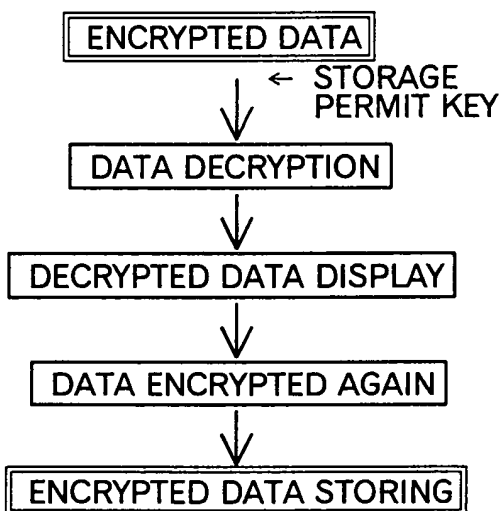 ENCRYPTED DATA
← STORAGE
PERMIT KEY
DATA DECRYPTION
DECRYPTED DATA DISPLAY
DATA ENCRYPTED AGAIN
ENCRYPTED DATA STORING